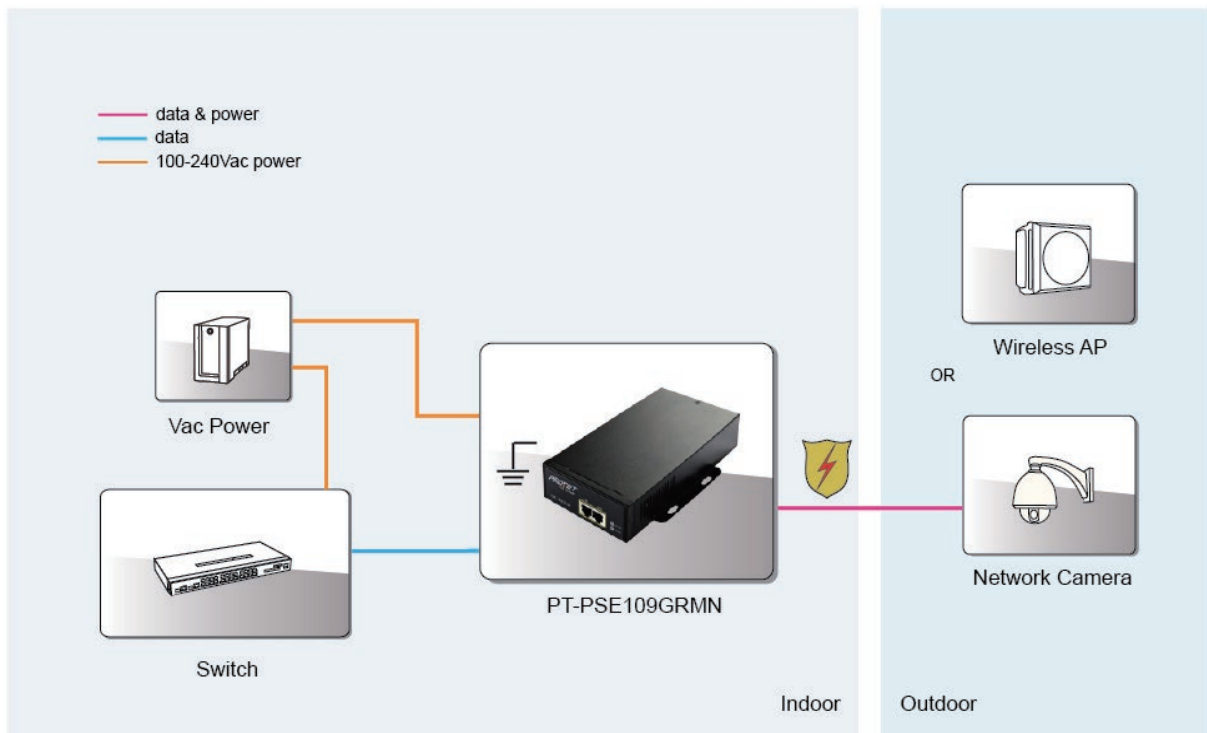 data & power
data
100-240Vac power
Wireless AP
OR
Vac Power
Network Camera
PT-PSE109GRMN
Switch
Indoor
Outdoor